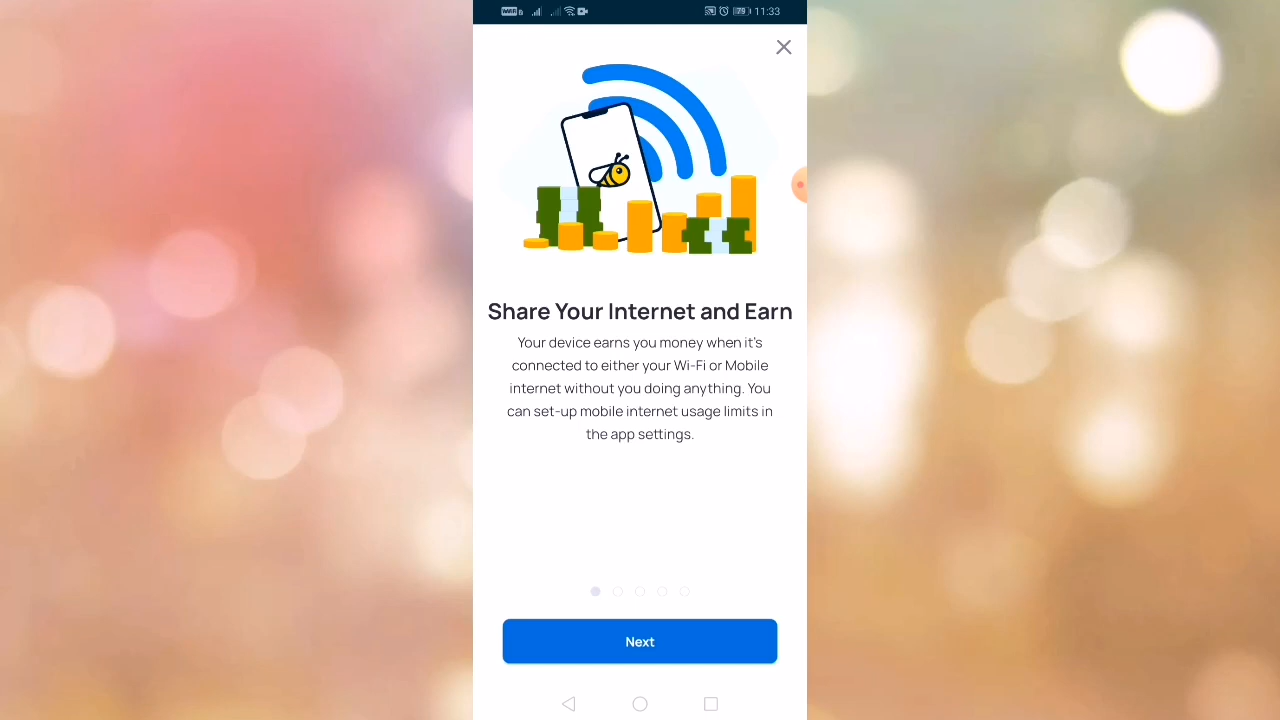 79 11:33
Share Your Internet and Earn
Your device earns you money when it's
connected to either your Wi-Fi or Mobile
internet without you doing anything. You
can set-up mobile internet usage limits in
the app settings.
Next